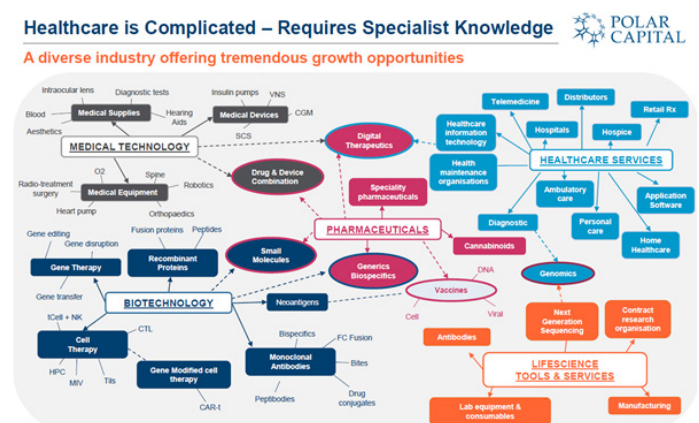 Healthcare is Complicated – Requires Specialist Knowledge
POLAR
CAPITAL
A diverse industry offering tremendous growth opportunities
Intraocular lens
Diagnostic tests
Blood
Medical Supplies
Hearing
Aids
Aesthetics
Insulin pumps
VNS
Medical Devices
CGM
SCS
MEDICAL TECHNOLOGY
O2
Spine
Radio-treatment
surgery
Medical Equipment
Robotics
Heart pump
Orthopaedics
Digital
Therapeutics
Drug & Device
Combination
Speciality
pharmaceuticals
PHARMACEUTICALS
Cannabinoids
Small
Molecules
Generics
Biospecifics
DNA
Vaccines
Cell
Viral
Telemedicine
Distributors
Retail Rx
Healthcare
information
technology
Hospitals
Hospice
Health
maintenance
organisations
HEALTHCARE SERVICES
Ambulatory
care
Application
Software
Diagnostic
Personal
care
Home
Healthcare
Genomics
Gene editing
Gene disruption
Gene Therapy
Gene transfer
Fusion proteins
Peptides
Recombinant
Proteins
BIOTECHNOLOGY
Neoantigens
tCell + NK
CTL
Cell
Therapy
HPC
MIV
Tils
Gene Modified cell
therapy
CAR-t
Bispecifics
FC Fusion
Monoclonal
Antibodies
Bites
Peptibodies
Drug
conjugates
Next
Generation
Sequencing
Contract
research
organisation
Antibodies
LIFESCIENCE
TOOLS & SERVICES
Lab equipment &
consumables
Manufacturing